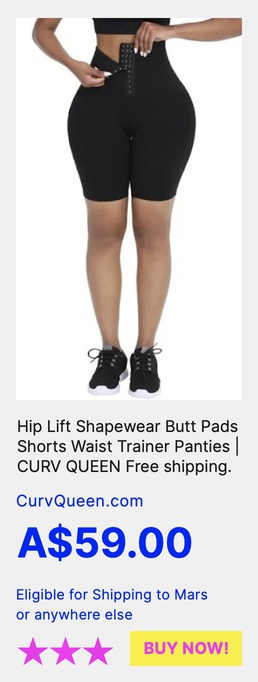 Hip Lift Shapewear Butt Pads
Shorts Waist Trainer Panties |
CURV QUEEN Free shipping.
CurvQueen.com
A$59.00
Eligible for Shipping to Mars
or anywhere else
BUY NOW!